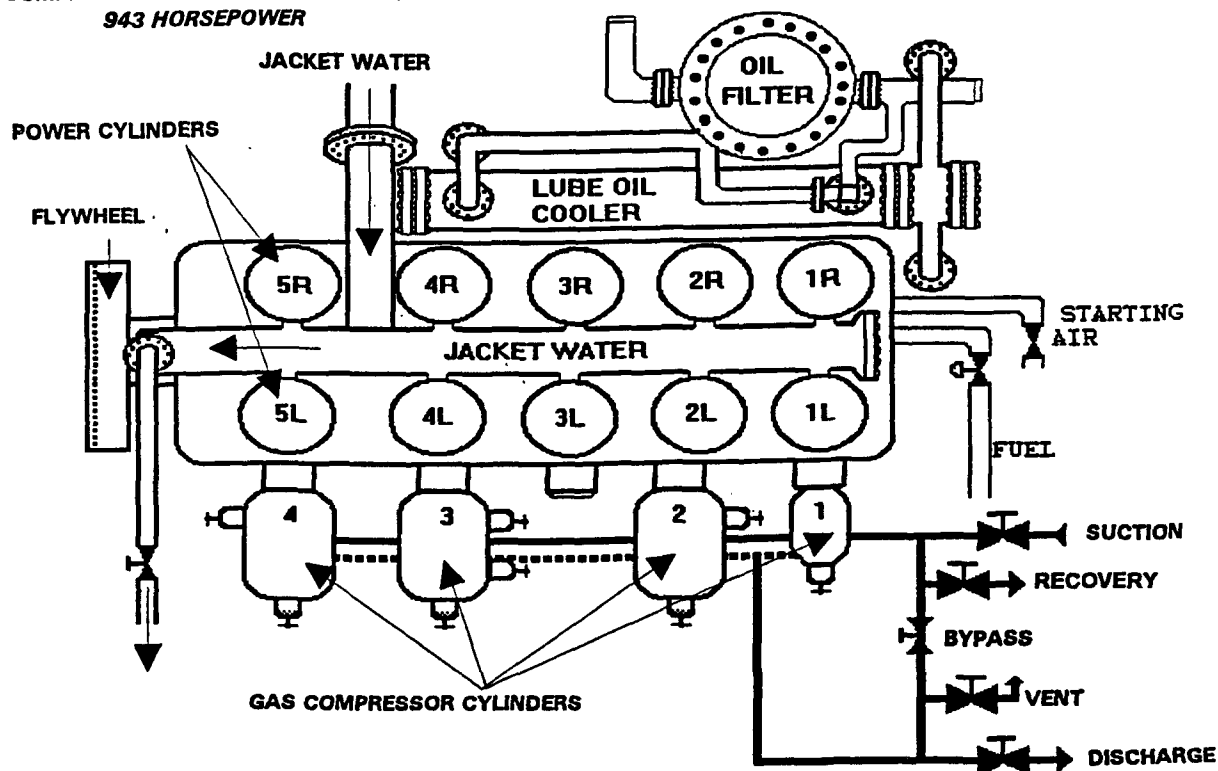 943 HORSEPOWER
JACKET WATER
OIL
FILTER
POWER CYLINDERS
LUBE OIL
COOLER
FLYWHEEL
5R 4R 3R 2R 1R
STARTING
AIR
JACKET WATER
5L 4L 3L 2L 1L
FUEL
4 3 2 1
SUCTION
RECOVERY
BYPASS
VENT
GAS COMPRESSOR CYLINDERS
DISCHARGE